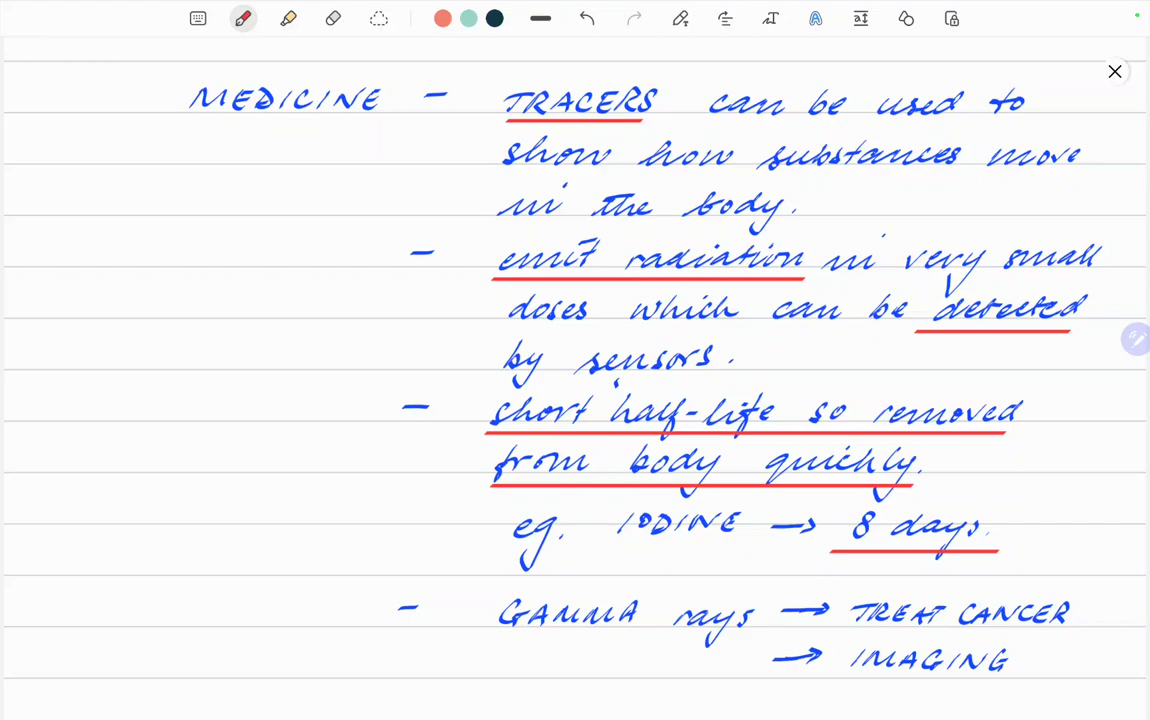 MEDICINE - TRACERS can be used to
show how substances move
in the body.
- emit radiation in very small
doses which can be detected
by sensors.
- short half-life so removed
from body quickly.
eg. IODINE → 8 days.
- GAMMA rays → TREAT CANCER
→ IMAGING